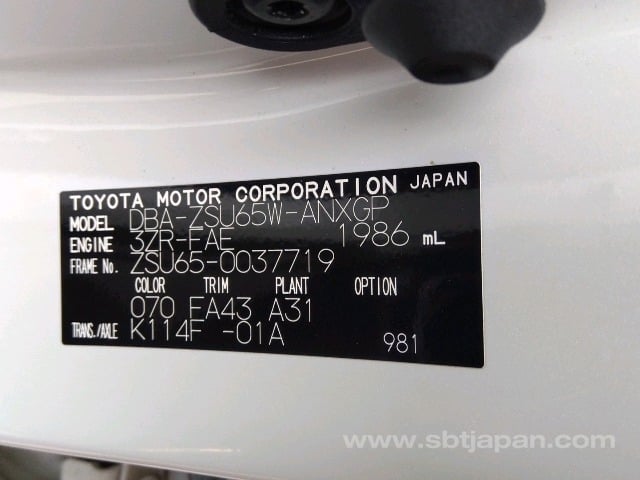 TOYOTA MOTOR CORPORATION JAPAN
MODEL DBA-ZSU65W-ANXGP
ENGINE 3ZR-FAE 1986 mL
FRAME No. ZSU65-0037719
COLOR TRIM PLANT OPTION
070 FA43 A31
TRANS./AXLE K114F -01A
981
www.sbtjapan.com